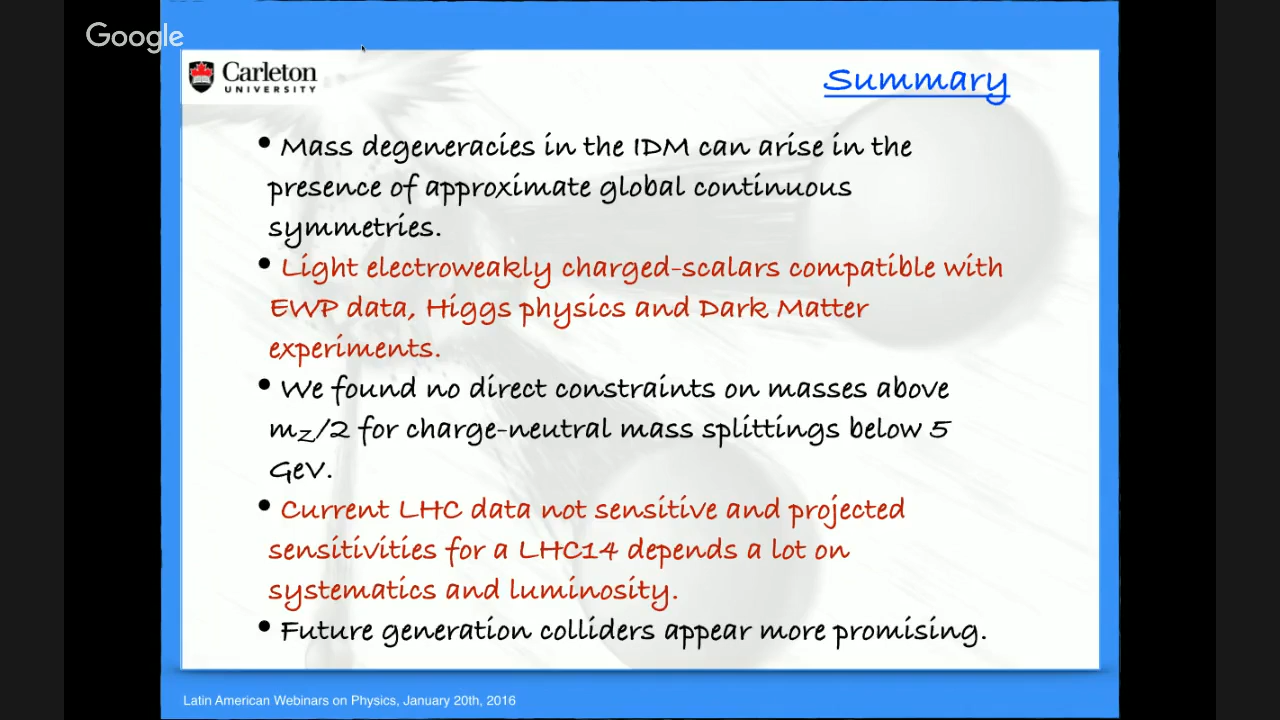 Google
Carleton
UNIVERSITY
Summary
• Mass degeneracies in the IDM can arise in the
presence of approximate global continuous
symmetries.
• Light electroweakly charged-scalars compatible with
EWP data, Higgs physics and Dark Matter
experiments.
• We found no direct constraints on masses above
mZ/2 for charge-neutral mass splittings below 5
GeV.
• Current LHC data not sensitive and projected
sensitivities for a LHC14 depends a lot on
systematics and luminosity.
• Future generation colliders appear more promising.
Latin American Webinars on Physics, January 20th, 2016